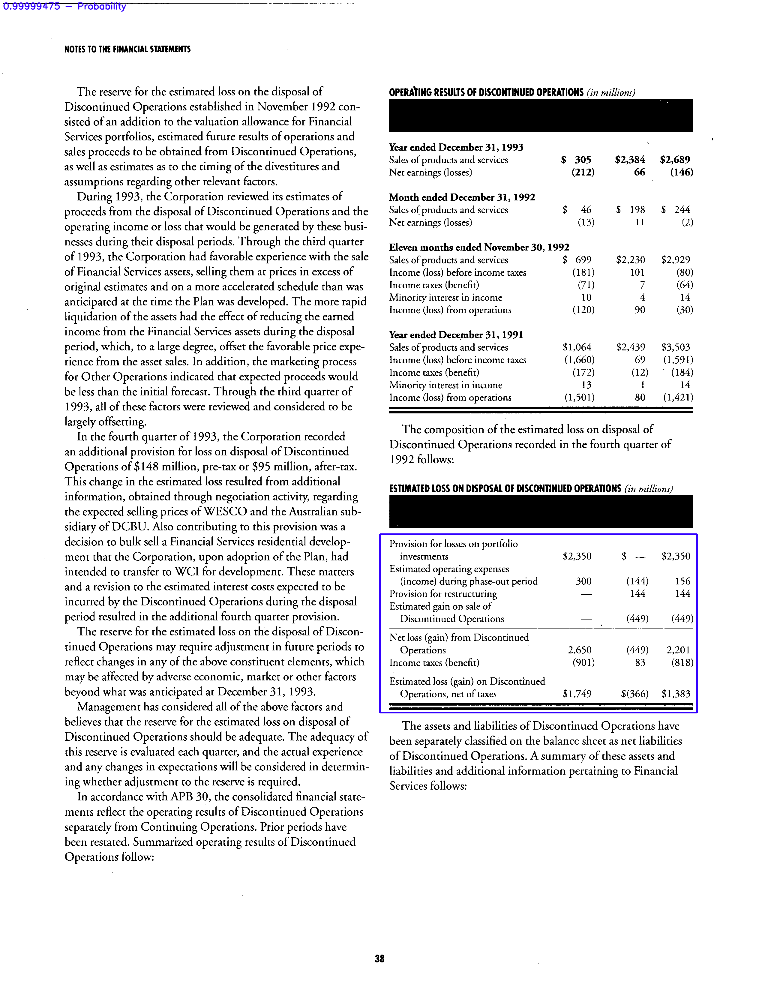 0.99999475 — Probability
NOTES TO THE FINANCIAL STATEMENTS
The reserve for the estimated loss on the disposal of
Discontinued Operations established in November 1992 con-
sisted of an addition to the valuation allowance for Financial
Services portfolios, estimated future results of operations and
sales proceeds to be obtained from Discontinued Operations,
as well as estimates as to the timing of the divestitures and
assumptions regarding other relevant factors.
During 1993, the Corporation reviewed its estimates of
proceeds from the disposal of Discontinued Operations and the
operating income or loss that would be generated by these busi-
nesses during their disposal periods. Through the third quarter
of 1993, the Corporation had favorable experience with the sale
of Financial Services assets, selling them at prices in excess of
original estimates and on a more accelerated schedule than was
anticipated at the time the Plan was developed. The more rapid
liquidation of the assets had the effect of reducing the earned
income from the Financial Services assets during the disposal
period, which, to a large degree, offset the favorable price expe-
rience from the asset sales. In addition, the marketing process
for Other Operations indicated that expected proceeds would
be less than the initial forecast. Through the third quarter of
1993, all of these factors were reviewed and considered to be
largely offsetting.
In the fourth quarter of 1993, the Corporation recorded
an additional provision for loss on disposal of Discontinued
Operations of $148 million, pre-tax or $95 million, after-tax.
This change in the estimated loss resulted from additional
information, obtained through negotiation activity, regarding
the expected selling prices of WESCO and the Australian sub-
sidiary of DCBU. Also contributing to this provision was a
decision to bulk sell a Financial Services residential develop-
ment that the Corporation, upon adoption of the Plan, had
intended to transfer to WCI for development. These matters
and a revision to the estimated interest costs expected to be
incurred by the Discontinued Operations during the disposal
period resulted in the additional fourth quarter provision.
The reserve for the estimated loss on the disposal of Discon-
tinued Operations may require adjustment in future periods to
reflect changes in any of the above constituent elements, which
may be affected by adverse economic, market or other factors
beyond what was anticipated at December 31, 1993.
Management has considered all of the above factors and
believes that the reserve for the estimated loss on disposal of
Discontinued Operations should be adequate. The adequacy of
this reserve is evaluated each quarter, and the actual experience
and any changes in expectations will be considered in determin-
ing whether adjustment to the reserve is required.
In accordance with APB 30, the consolidated financial state-
ments reflect the operating results of Discontinued Operations
separately from Continuing Operations. Prior periods have
been restated. Summarized operating results of Discontinued
Operations follow:
OPERATING RESULTS OF DISCONTINUED OPERATIONS (in millions)
Year ended December 31, 1993
Sales of products and services $ 305 $2,384 $2,689
Net earnings (losses) (212) 66 (146)
Month ended December 31, 1992
Sales of products and services $ 46 $ 198 $ 244
Net earnings (losses) (13) 11 (2)
Eleven months ended November 30, 1992
Sales of products and services $ 699 $2,230 $2,929
Income (loss) before income taxes (181) 101 (80)
Income taxes (benefit) (71) 7 (64)
Minority interest in income 10 4 14
Income (loss) from operations (120) 90 (30)
Year ended December 31, 1991
Sales of products and services $1,064 $2,439 $3,503
Income (loss) before income taxes (1,660) 69 (1,591)
Income taxes (benefit) (172) (12) (184)
Minority interest in income 13 1 14
Income (loss) from operations (1,501) 80 (1,421)
The composition of the estimated loss on disposal of
Discontinued Operations recorded in the fourth quarter of
1992 follows:
ESTIMATED LOSS ON DISPOSAL OF DISCONTINUED OPERATIONS (in millions)
Provision for losses on portfolio
investments $2,350 $ — $2,350
Estimated operating expenses
(income) during phase-out period 300 (144) 156
Provision for restructuring — 144 144
Estimated gain on sale of
Discontinued Operations — (449) (449)
Net loss (gain) from Discontinued
Operations 2,650 (449) 2,201
Income taxes (benefit) (901) 83 (818)
Estimated loss (gain) on Discontinued
Operations, net of taxes $1,749 $(366) $1,383
The assets and liabilities of Discontinued Operations have
been separately classified on the balance sheet as net liabilities
of Discontinued Operations. A summary of these assets and
liabilities and additional information pertaining to Financial
Services follows:
38